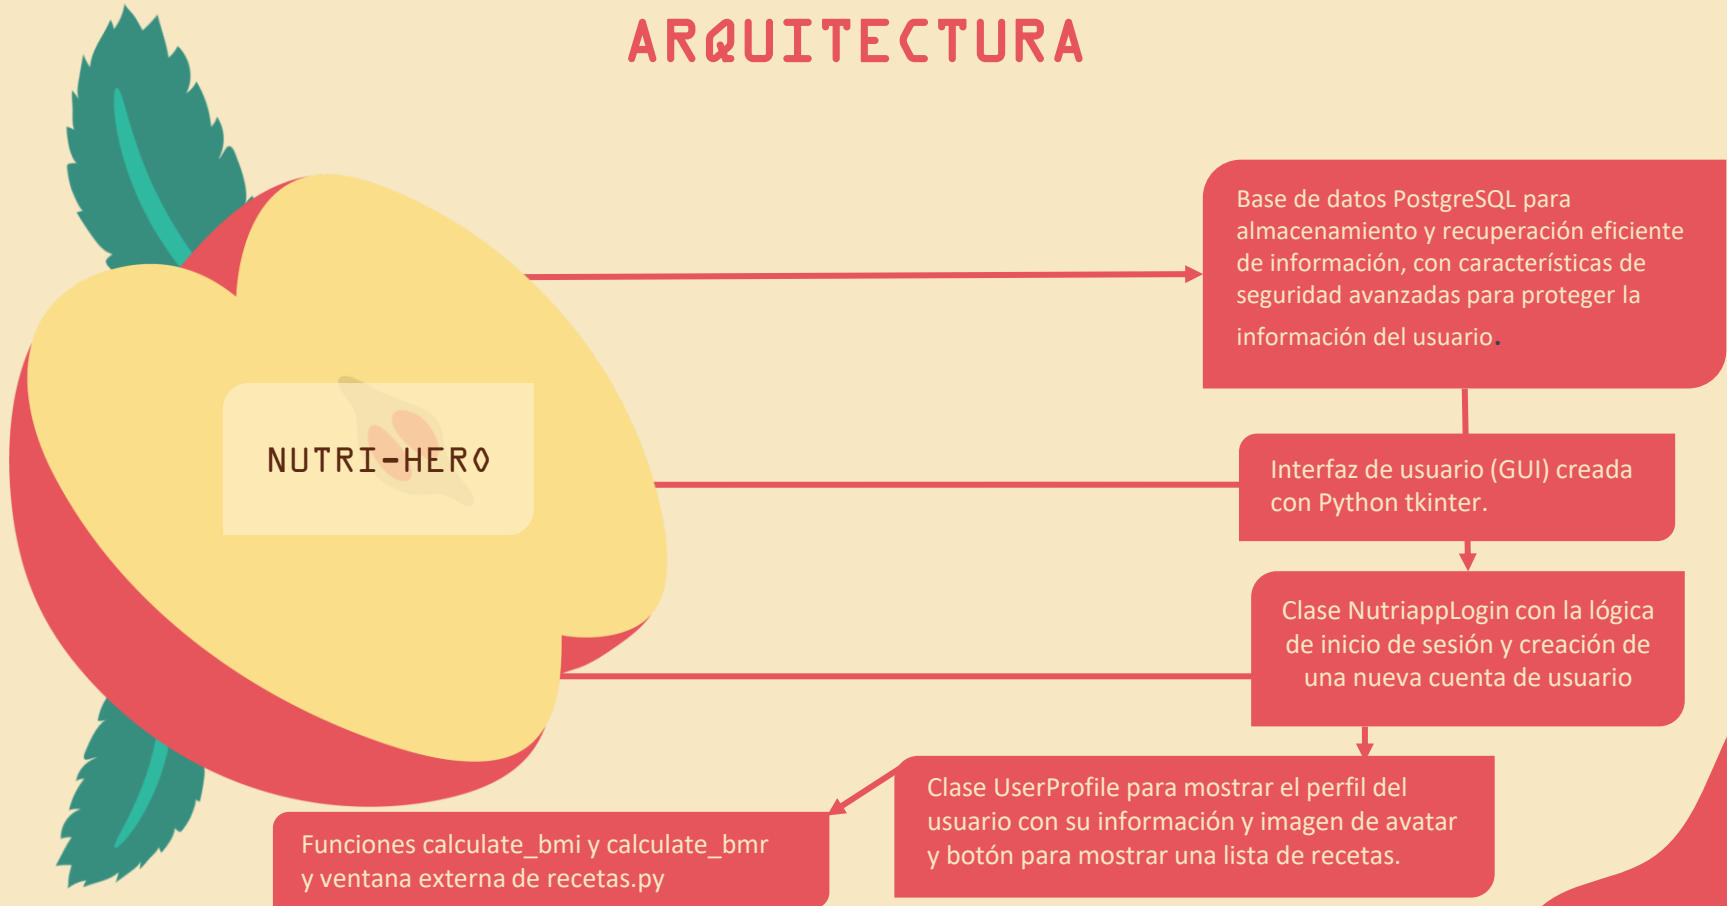 ARQUITECTURA
Base de datos PostgreSQL para
almacenamiento y recuperación eficiente
de información, con características de
seguridad avanzadas para proteger la
información del usuario.
NUTRI-HERO
Interfaz de usuario (GUI) creada
con Python tkinter.
Clase NutriappLogin con la lógica
de inicio de sesión y creación de
una nueva cuenta de usuario
Clase UserProfile para mostrar el perfil del
usuario con su información y imagen de avatar
y botón para mostrar una lista de recetas.
Funciones calculate_bmi y calculate_bmr
y ventana externa de recetas.py